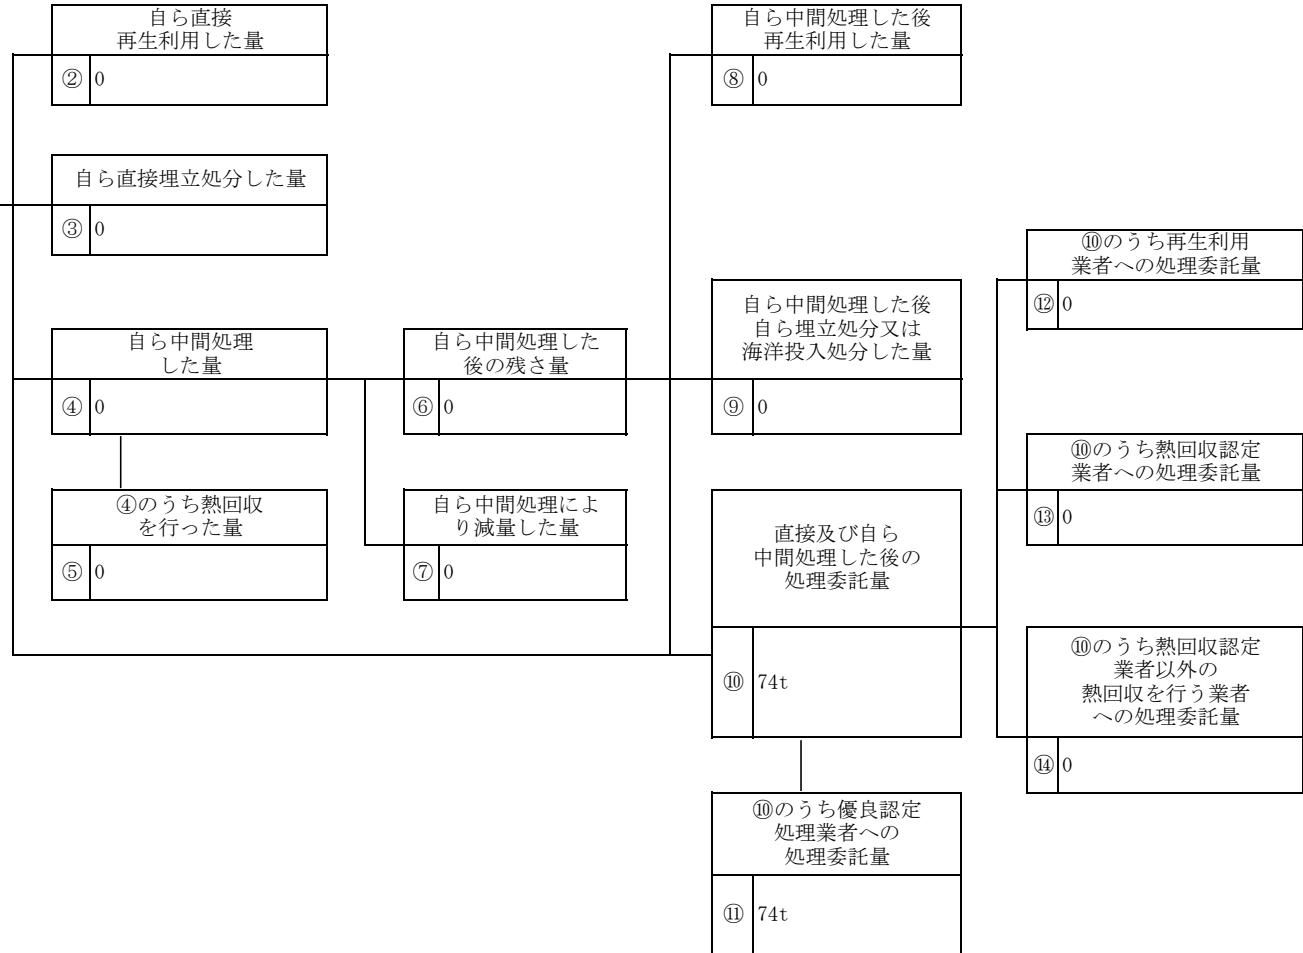 自ら直接
再生利用した量
② 0
自ら直接埋立処分した量
③ 0
自ら中間処理
した量
④ 0
④のうち熱回収
を行った量
⑤ 0
自ら中間処理した
後の残さ量
⑥ 0
自ら中間処理によ
り減量した量
⑦ 0
自ら中間処理した後
再生利用した量
⑧ 0
自ら中間処理した後
自ら埋立処分又は
海洋投入処分した量
⑨ 0
直接及び自ら
中間処理した後の
処理委託量
⑩ 74t
⑩のうち優良認定
処理業者への
処理委託量
⑪ 74t
⑩のうち再生利用
業者への処理委託量
⑫ 0
⑩のうち熱回収認定
業者への処理委託量
⑬ 0
⑩のうち熱回収認定
業者以外の
熱回収を行う業者
への処理委託量
⑭ 0